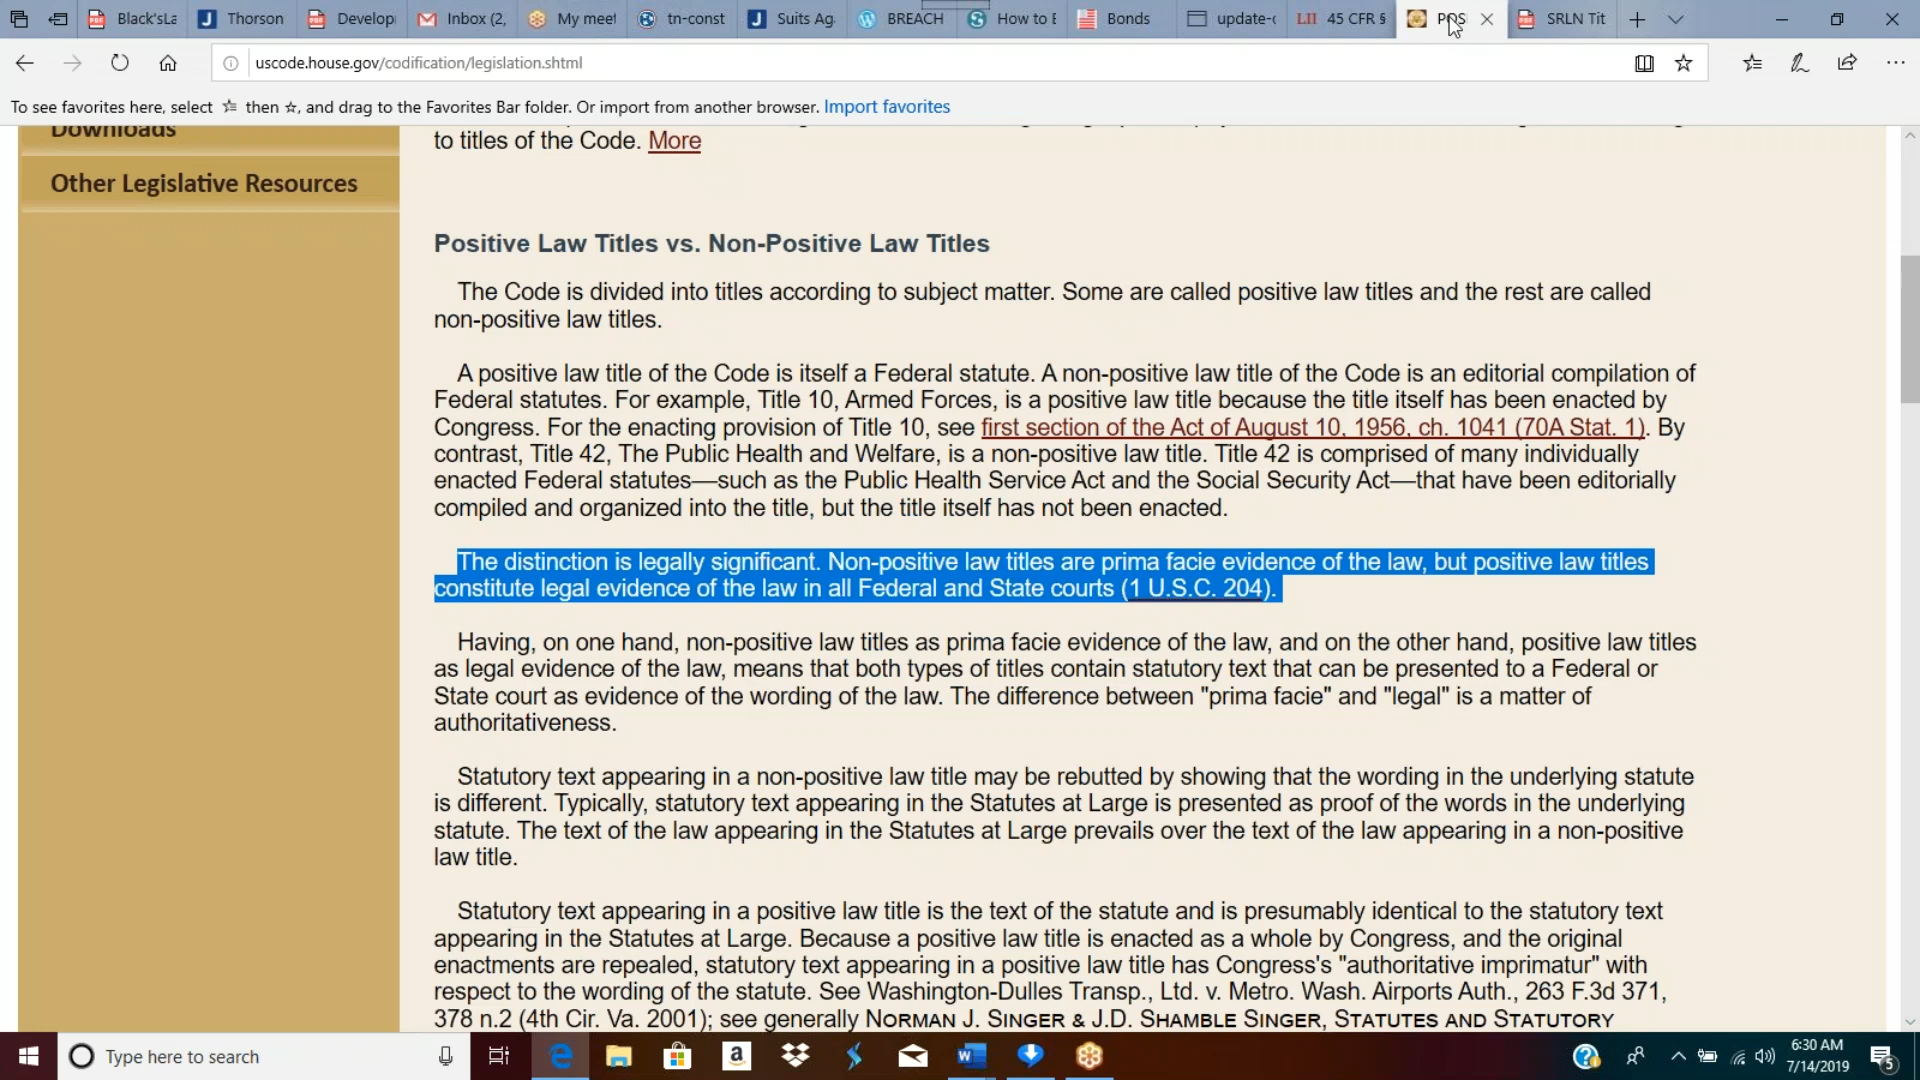 Black'sLa
Thorson
Develop
Inbox (2,
My meet
tn-const
Suits Ag
BREACH
How to E
Bonds
update-c
LII 45 CFR §
POS
SRLN Tit
uscode.house.gov/codification/legislation.shtml
To see favorites here, select then ☆, and drag to the Favorites Bar folder. Or import from another browser. Import favorites
Downloads
Other Legislative Resources
to titles of the Code. More
Positive Law Titles vs. Non-Positive Law Titles
The Code is divided into titles according to subject matter. Some are called positive law titles and the rest are called
non-positive law titles.
A positive law title of the Code is itself a Federal statute. A non-positive law title of the Code is an editorial compilation of
Federal statutes. For example, Title 10, Armed Forces, is a positive law title because the title itself has been enacted by
Congress. For the enacting provision of Title 10, see first section of the Act of August 10, 1956, ch. 1041 (70A Stat. 1). By
contrast, Title 42, The Public Health and Welfare, is a non-positive law title. Title 42 is comprised of many individually
enacted Federal statutes—such as the Public Health Service Act and the Social Security Act—that have been editorially
compiled and organized into the title, but the title itself has not been enacted.
The distinction is legally significant. Non-positive law titles are prima facie evidence of the law, but positive law titles
constitute legal evidence of the law in all Federal and State courts (1 U.S.C. 204).
Having, on one hand, non-positive law titles as prima facie evidence of the law, and on the other hand, positive law titles
as legal evidence of the law, means that both types of titles contain statutory text that can be presented to a Federal or
State court as evidence of the wording of the law. The difference between "prima facie" and "legal" is a matter of
authoritativeness.
Statutory text appearing in a non-positive law title may be rebutted by showing that the wording in the underlying statute
is different. Typically, statutory text appearing in the Statutes at Large is presented as proof of the words in the underlying
statute. The text of the law appearing in the Statutes at Large prevails over the text of the law appearing in a non-positive
law title.
Statutory text appearing in a positive law title is the text of the statute and is presumably identical to the statutory text
appearing in the Statutes at Large. Because a positive law title is enacted as a whole by Congress, and the original
enactments are repealed, statutory text appearing in a positive law title has Congress's "authoritative imprimatur" with
respect to the wording of the statute. See Washington-Dulles Transp., Ltd. v. Metro. Wash. Airports Auth., 263 F.3d 371,
378 n.2 (4th Cir. Va. 2001); see generally NORMAN J. SINGER & J.D. SHAMBLE SINGER, STATUTES AND STATUTORY
Type here to search
6:30 AM
7/14/2019
5